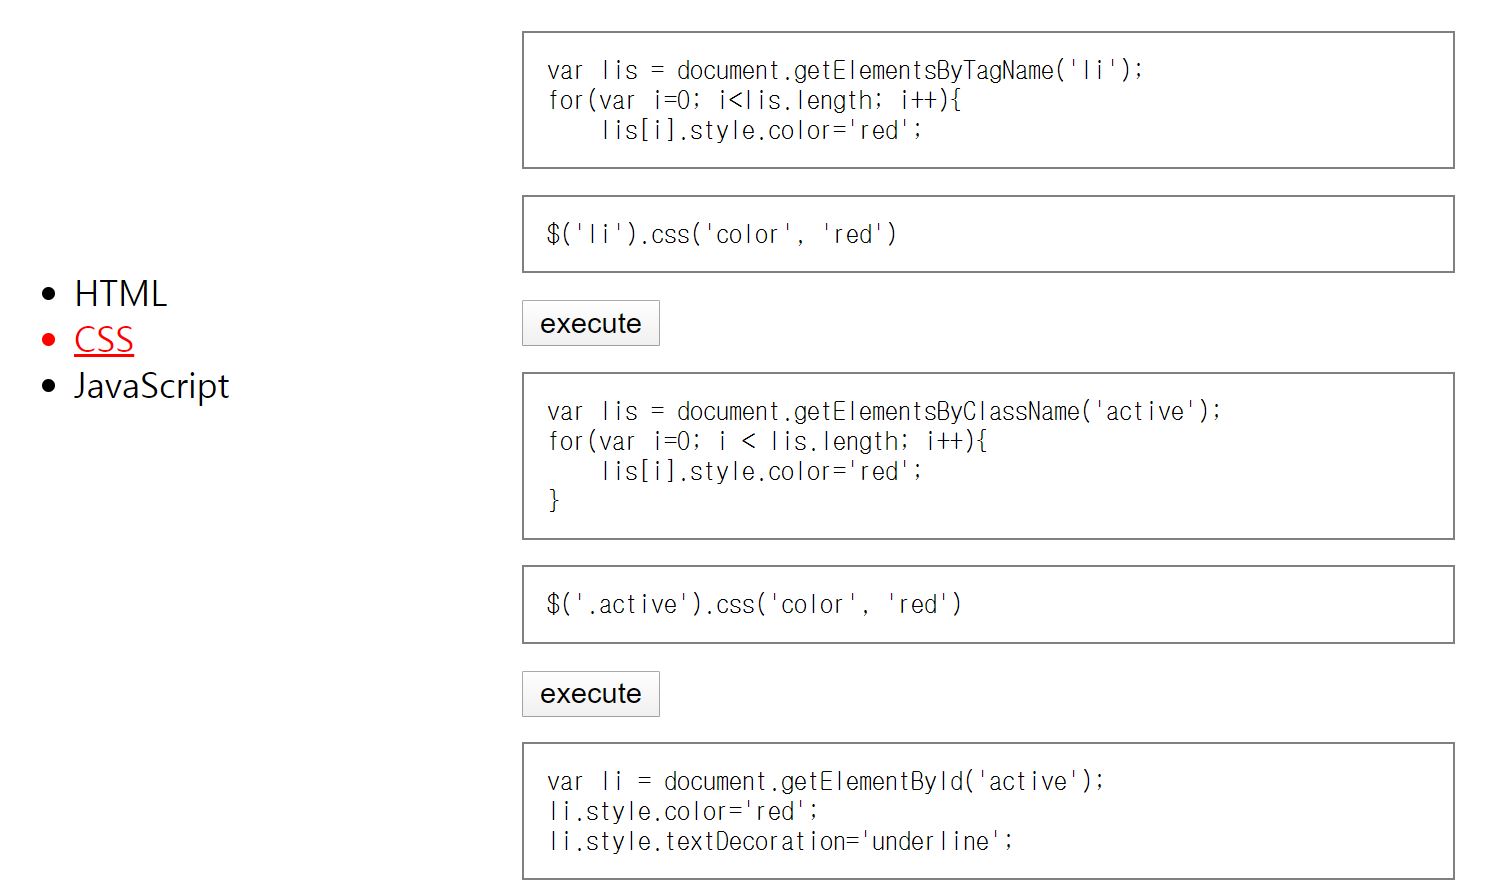 HTML
CSS
JavaScript
var lis = document.getElementsByTagName('li');
for(var i=0; i<lis.length; i++){
    lis[i].style.color='red';
$('li').css('color', 'red')
execute
var lis = document.getElementsByClassName('active');
for(var i=0; i < lis.length; i++){
    lis[i].style.color='red';
}
$('.active').css('color', 'red')
execute
var li = document.getElementById('active');
li.style.color='red';
li.style.textDecoration='underline';